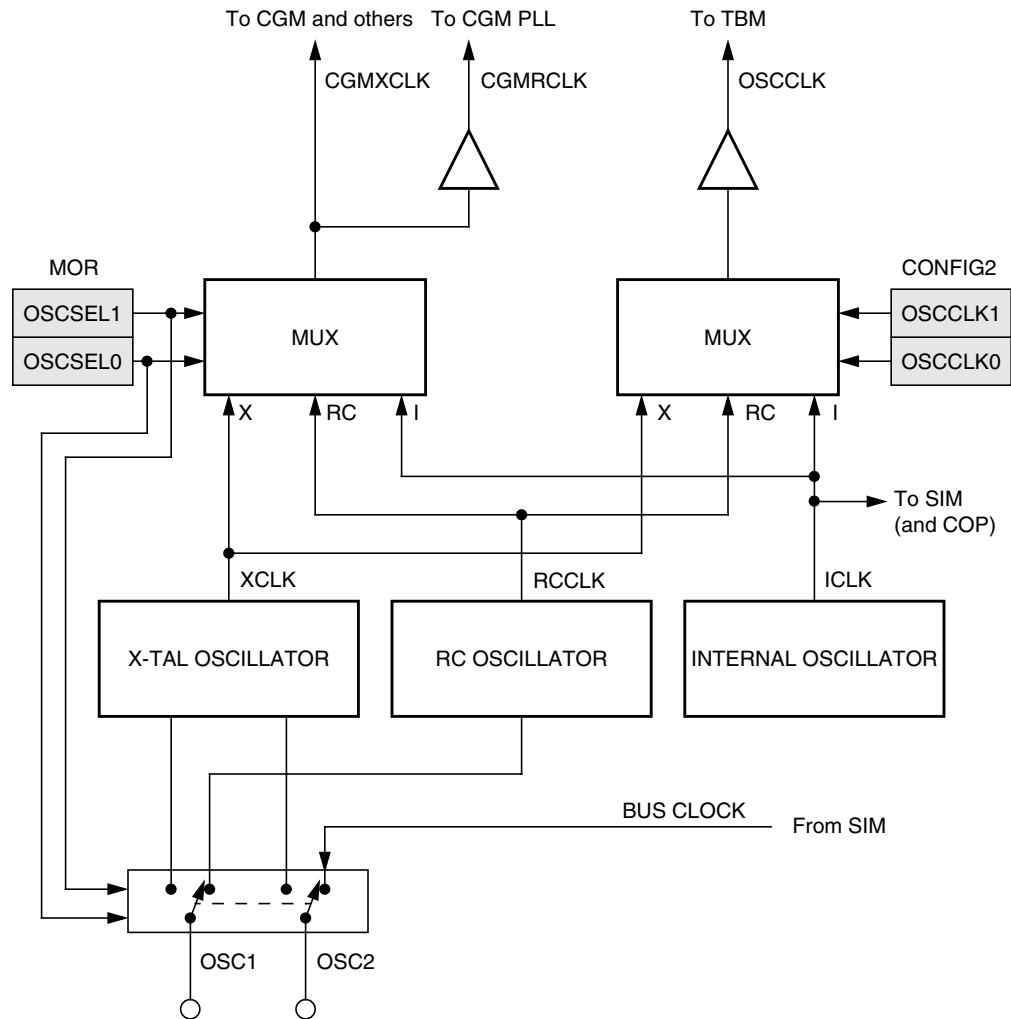 To CGM and others
To CGM PLL
To TBM
CGMXCLK
CGMRCLK
OSCCLK
MOR
CONFIG2
OSCSEL1
OSCSEL0
MUX
MUX
OSCCLK1
OSCCLK0
X
RC
I
X
RC
I
To SIM
(and COP)
XCLK
RCCLK
ICLK
X-TAL OSCILLATOR
RC OSCILLATOR
INTERNAL OSCILLATOR
BUS CLOCK
From SIM
OSC1
OSC2